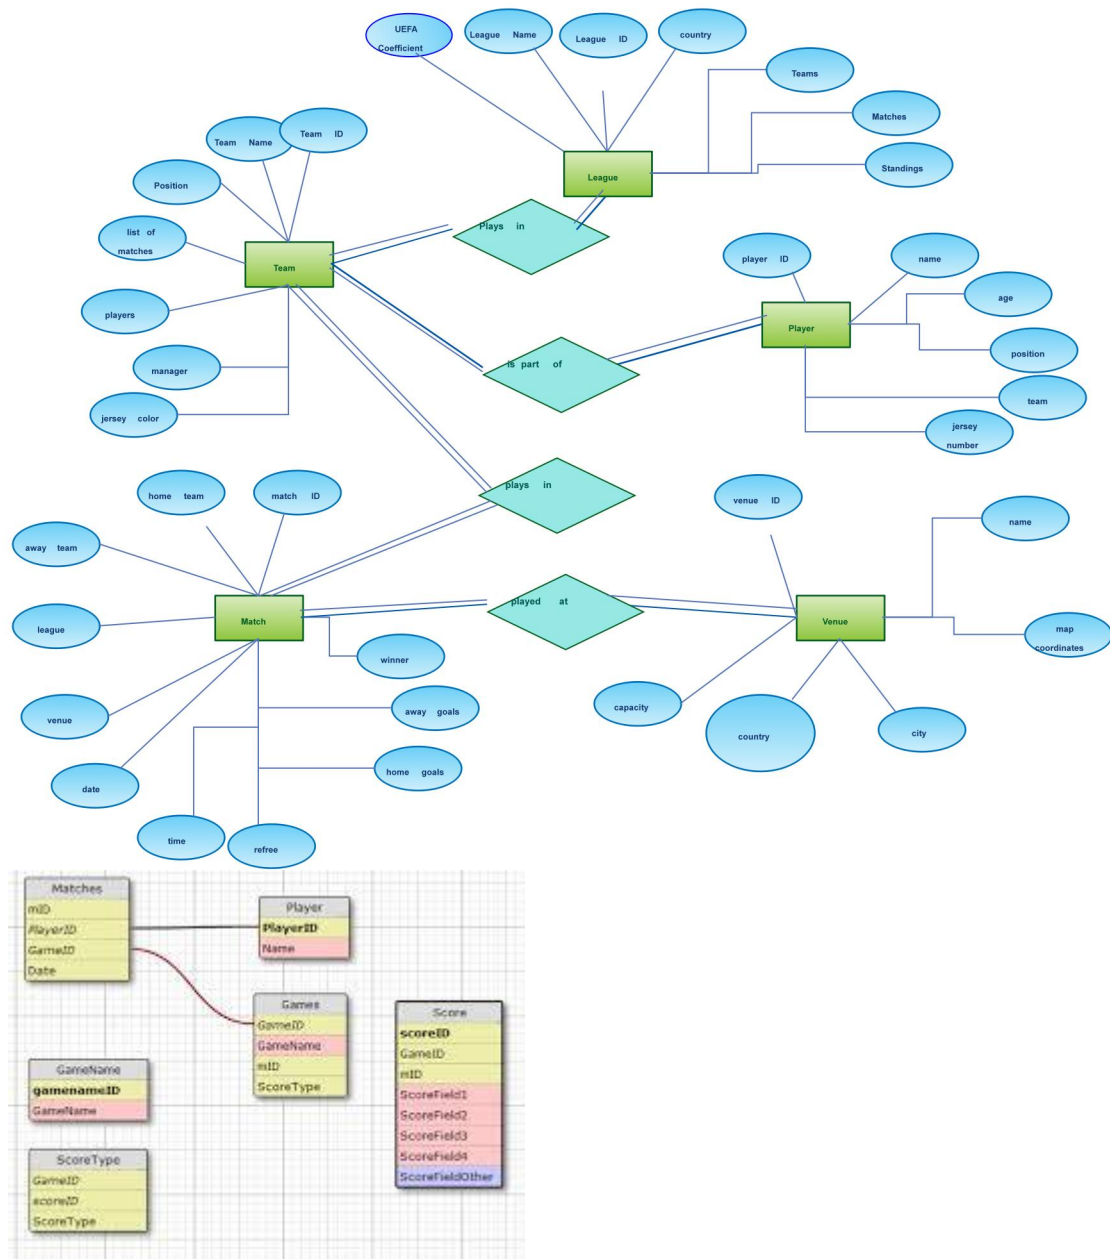 UEFA
Coefficient
League Name
League ID
country
Teams
Matches
Standings
League
Team Name
Team ID
Position
list of
matches
Team
players
manager
jersey color
Plays in
player ID
name
age
Player
position
team
jersey
number
is part of
plays in
home team
match ID
away team
league
Match
winner
venue
away goals
date
home goals
time
refree
played at
venue ID
name
Venue
map
coordinates
capacity
country
city
Matches
mID
PlayerID
GameID
Date
Player
PlayerID
Name
Games
GameID
GameName
mID
ScoreType
Score
scoreID
GameID
mID
ScoreField1
ScoreField2
ScoreField3
ScoreField4
ScoreFieldOther
GameName
gamenameID
GameName
ScoreType
GameID
scoreID
ScoreType